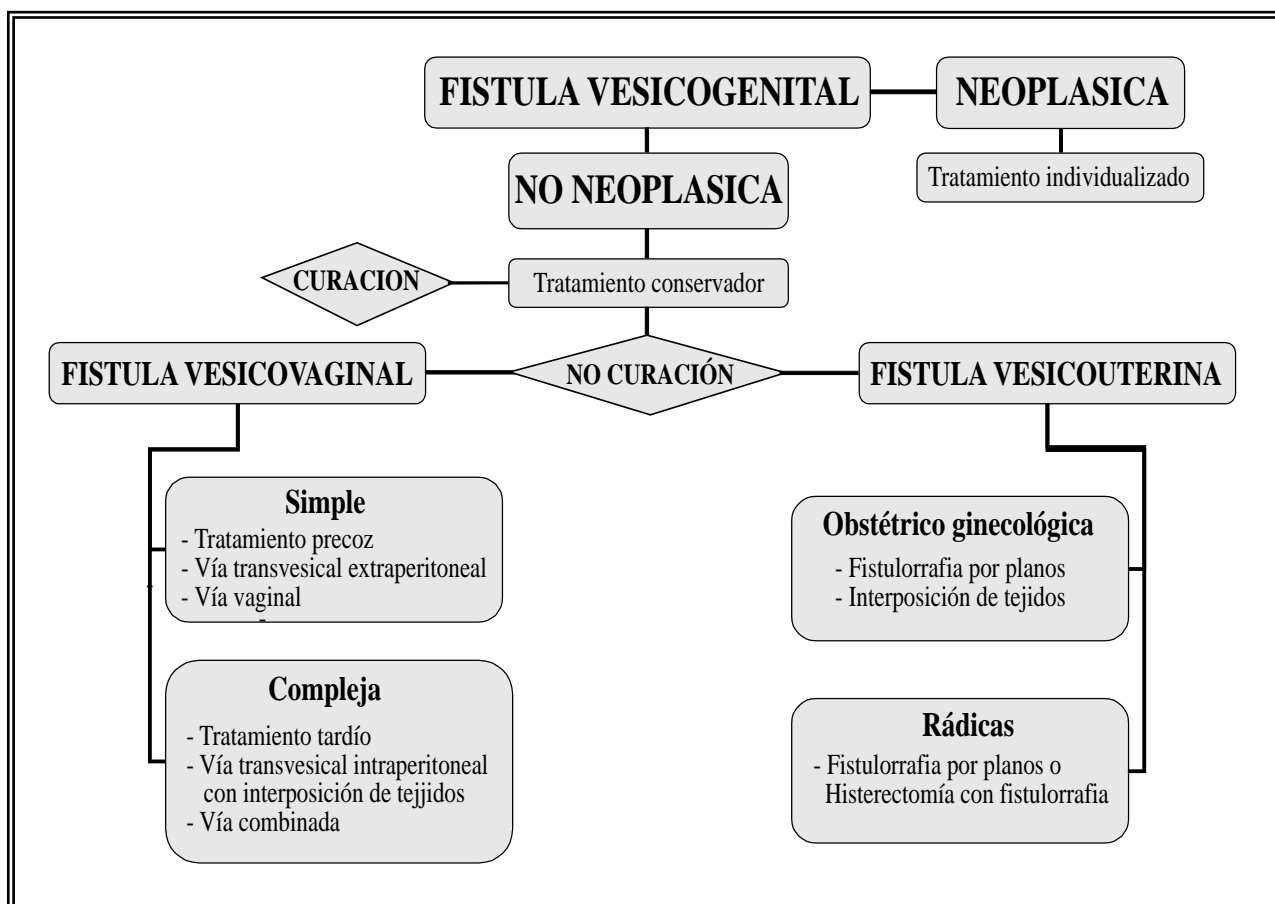 FISTULA VESICOGENITAL
NEOPLASICA
Tratamiento individualizado
NO NEOPLASICA
CURACION
Tratamiento conservador
FISTULA VESICOVAGINAL
NO CURACIÓN
FISTULA VESICOUTERINA
Simple
- Tratamiento precoz
- Vía transvesical extraperitoneal
- Vía vaginal
-
Compleja
- Tratamiento tardío
- Vía transvesical intraperitoneal
con interposición de tejjidos
- Vía combinada
Obstétrico ginecológica
- Fistulorrafia por planos
- Interposición de tejidos
Rádicas
- Fistulorrafia por planos o
Histerectomía con fistulorrafia